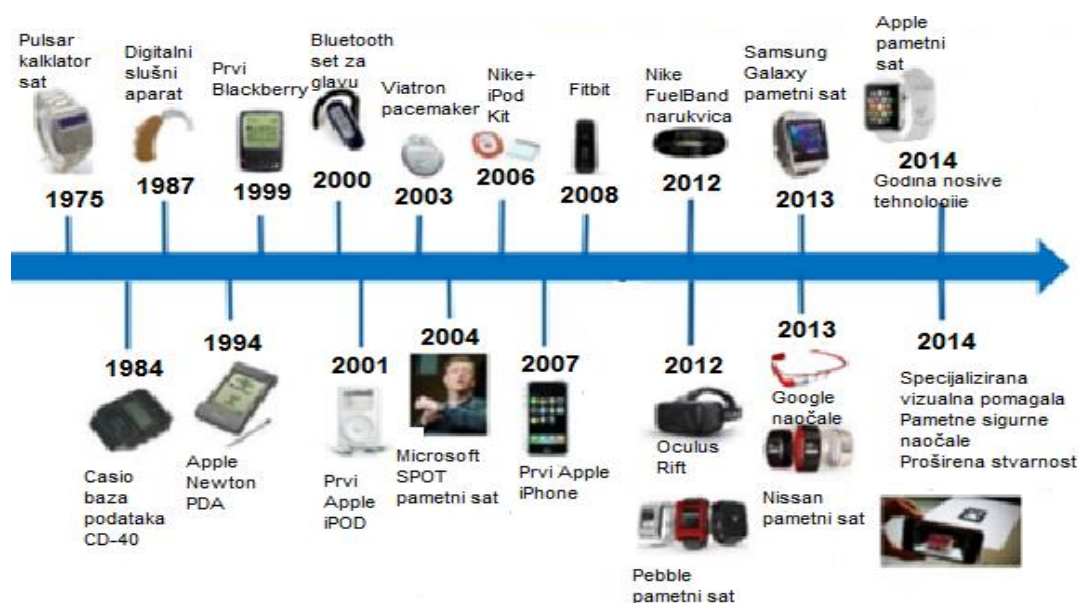 Pulsar
kalklator
sat
1975
Digitalni
slušni
aparat
1987
Prvi
Blackberry
1999
Bluetooth
set za
glavu
2000
Viatron
pacemaker
2003
Nike+
iPod
Kit
2006
Fitbit
2008
Nike
FuelBand
narukvica
2012
Samsung
Galaxy
pametni sat
2013
Apple
pametni
sat
2014
Godina nosive
tehnologiie
1984
Casio
baza
podataka
CD-40
1994
Apple
Newton
PDA
2001
Prvi
Apple
iPOD
2004
Microsoft
SPOT
pametni sat
2007
Prvi Apple
iPhone
2012
Oculus
Rift
Pebble
pametni sat
2013
Google
naočale
Nissan
pametni sat
2014
Specijalizirana
vizualna pomagala
Pametne sigurne
naočale
Proširena stvarnost